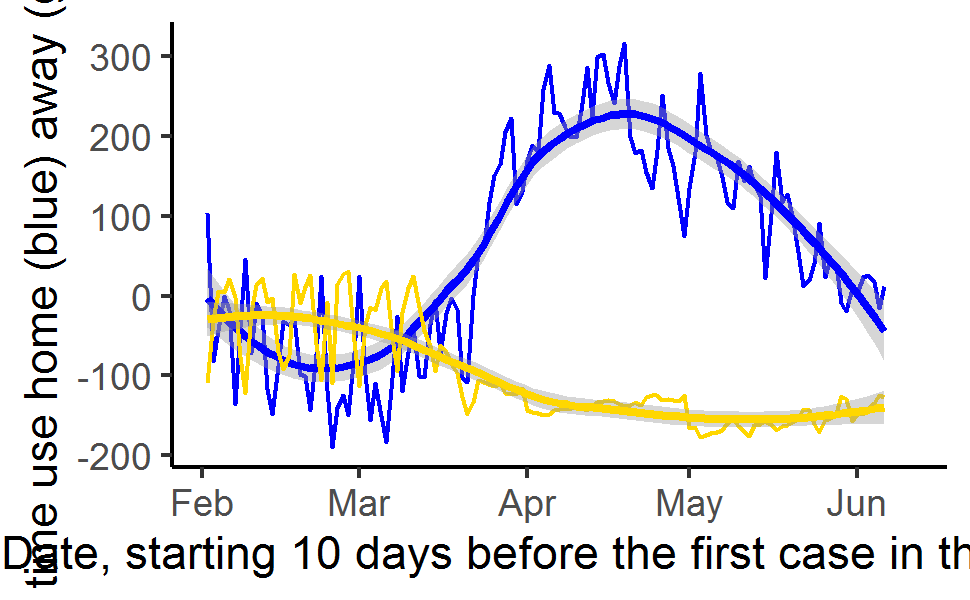 time use home (blue) away (
300
200
100
0
-100
-200
Feb Mar Apr May Jun
Date, starting 10 days before the first case in th